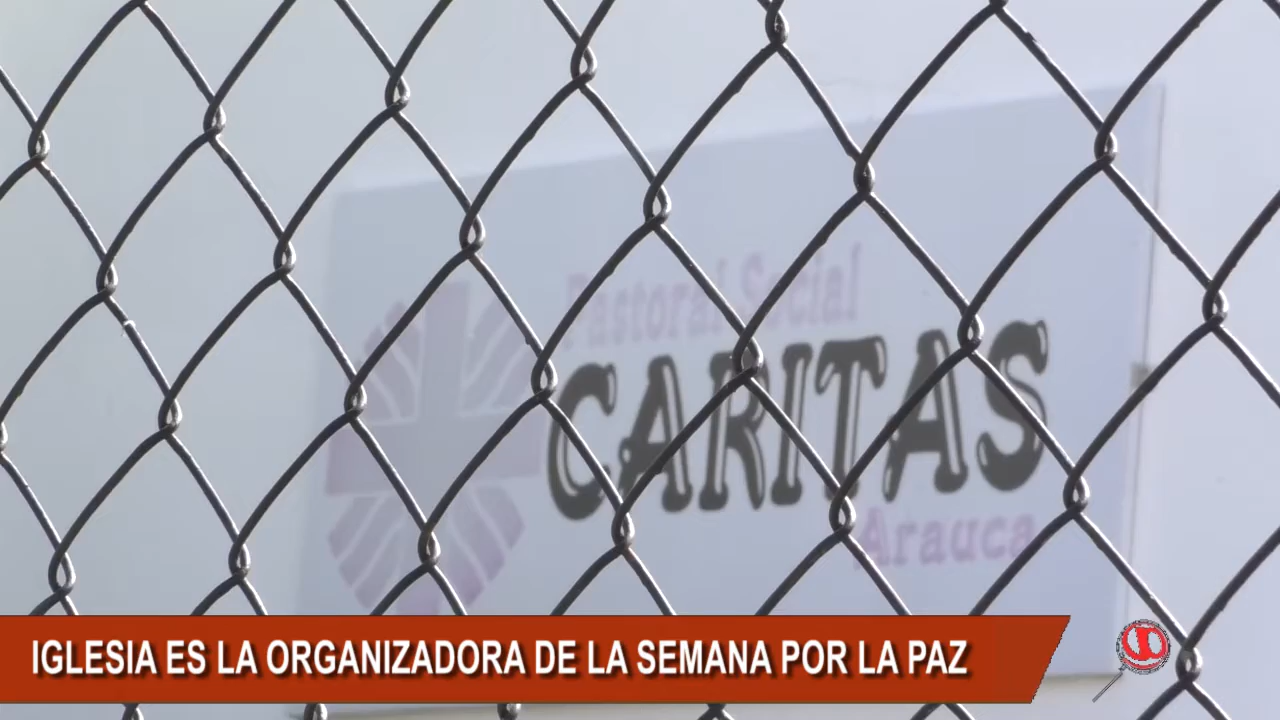 Pastoral Social
CARITAS
Arauca
IGLESIA ES LA ORGANIZADORA DE LA SEMANA POR LA PAZ